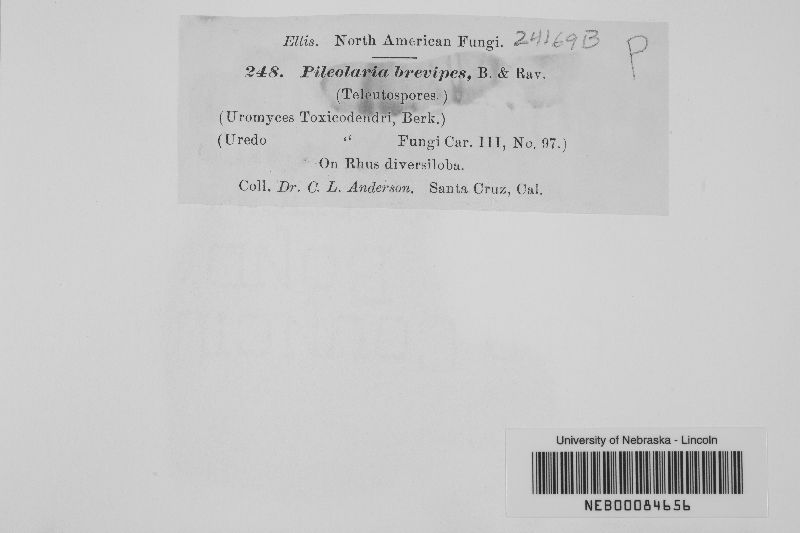 Ellis. North American Fungi. 24169B
P
248. Pileolaria brevipes, B. & Rav.
(Teleutospores.)
(Uromyces Toxicodendri, Berk.)
(Uredo “ Fungi Car. III, No. 97.)
On Rhus diversiloba.
Coll. Dr. C. L. Anderson. Santa Cruz, Cal.
University of Nebraska - Lincoln
NEB00084656